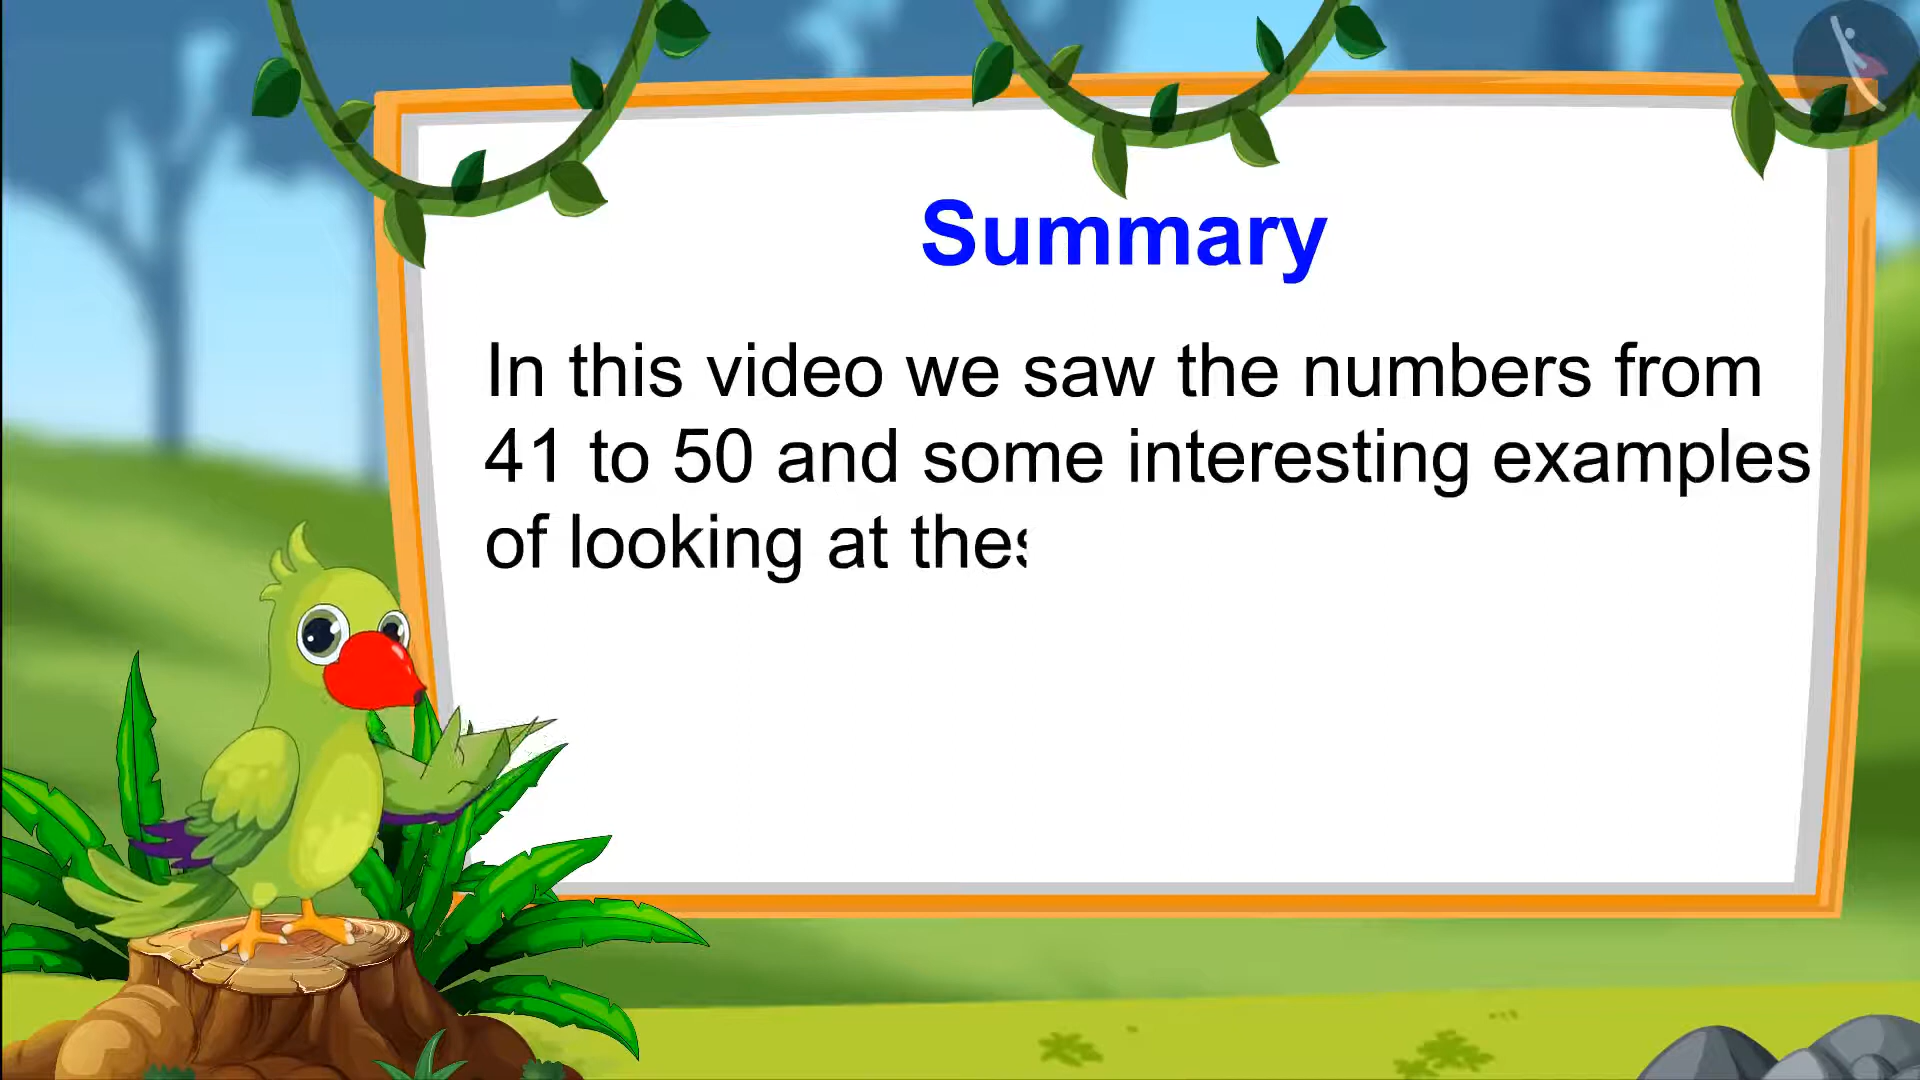 Summary
In this video we saw the numbers from
41 to 50 and some interesting examples
of looking at